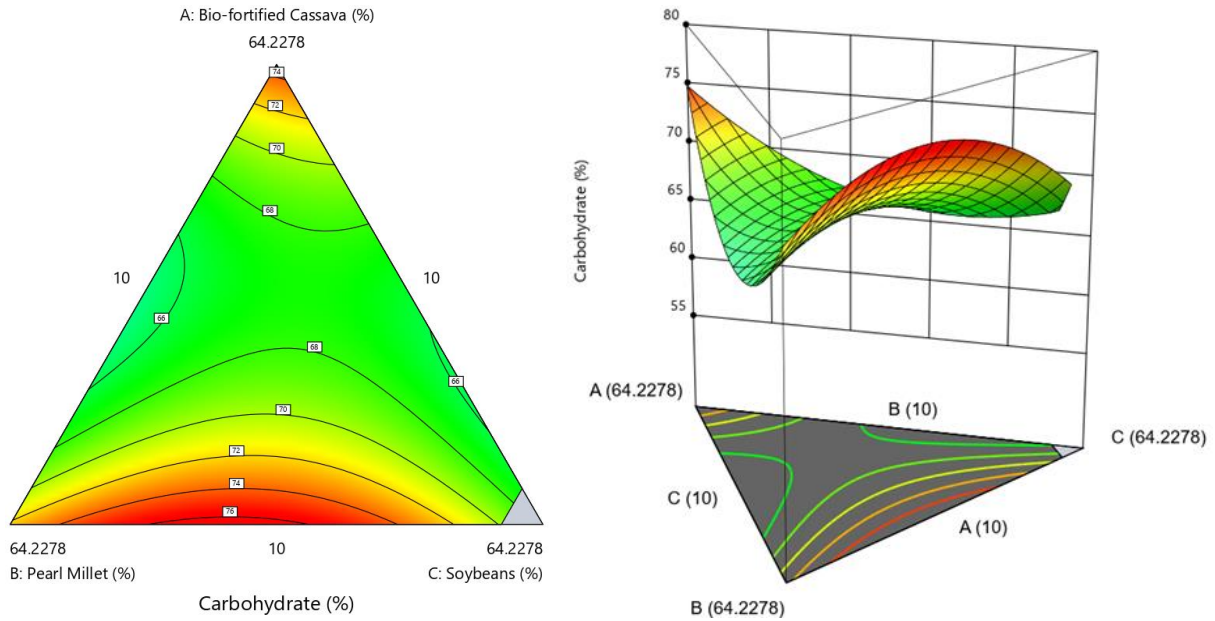 A: Bio-fortified Cassava (%)
64.2278
74
72
70
68
10
10
66
68
66
70
72
74
76
64.2278
10
64.2278
B: Pearl Millet (%)
C: Soybeans (%)
Carbohydrate (%)
80
75
70
65
60
55
Carbohydrate (%)
A (64.2278)
B (10)
C (64.2278)
C (10)
A (10)
B (64.2278)